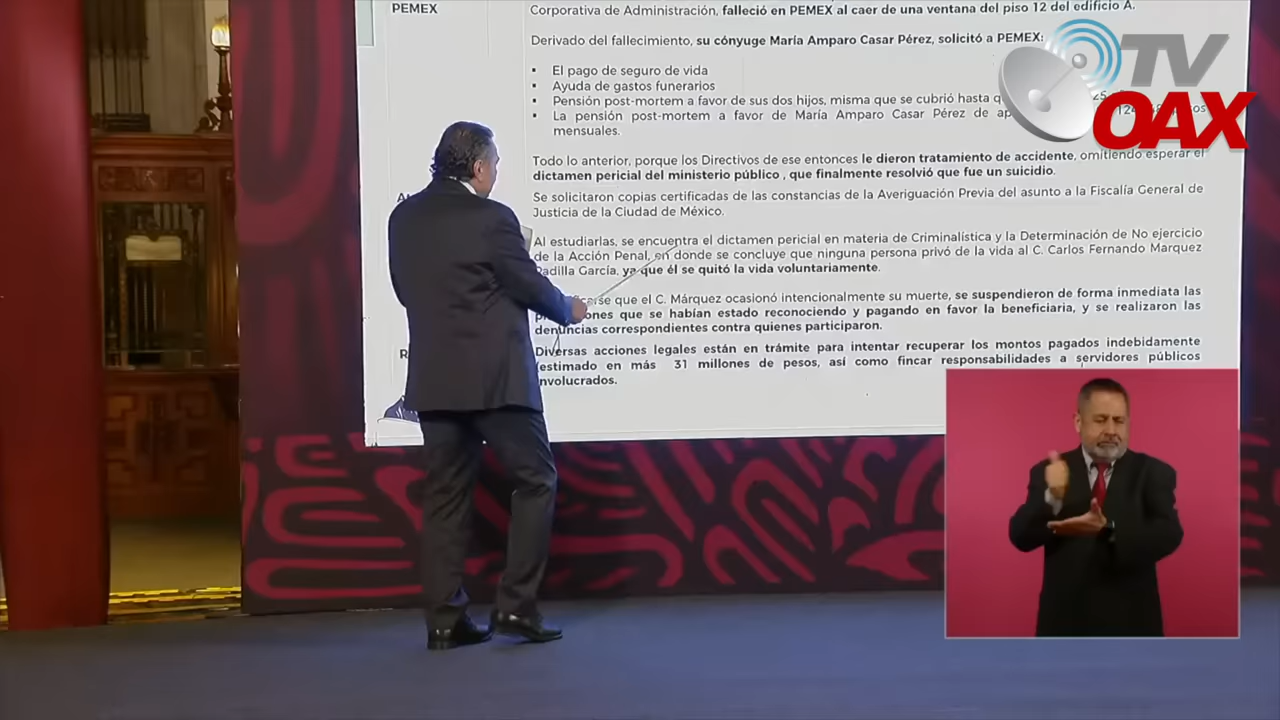 PEMEX
Corporativa de Administración, falleció en PEMEX al caer de una ventana del piso 12 del edificio A.
Derivado del fallecimiento, su cónyuge María Amparo Casar Pérez, solicitó a PEMEX:
▪ El pago de seguro de vida
▪ Ayuda de gastos funerarios
▪ Pensión post-mortem a favor de sus dos hijos, misma que se cubrió hasta
▪ La pensión post-mortem a favor de María Amparo Casar Pérez de
mensuales.
TV
OAX
Todo lo anterior, porque los Directivos de ese entonces le dieron tratamiento de accidente, omitiendo esperar el
dictamen pericial del ministerio público , que finalmente resolvió que fue un suicidio.
Se solicitaron copias certificadas de las constancias de la Averiguación Previa del asunto a la Fiscalía General de
Justicia de la Ciudad de México.
Al estudiarlas, se encuentra el dictamen pericial en materia de Criminalística y la Determinación de No ejercicio
de la Acción Penal, en donde se concluye que ninguna persona privó de la vida al C. Carlos Fernando Marquez
Padilla García, ya que él se quitó la vida voluntariamente.
que el C. Márquez ocasionó intencionalmente su muerte, se suspendieron de forma inmediata las
que se habían estado reconociendo y pagando en favor la beneficiaria, y se realizaron las
denuncias correspondientes contra quienes participaron.
Diversas acciones legales están en trámite para intentar recuperar los montos pagados indebidamente
(estimado en más 31 millones de pesos, así como fincar responsabilidades a servidores públicos
involucrados.